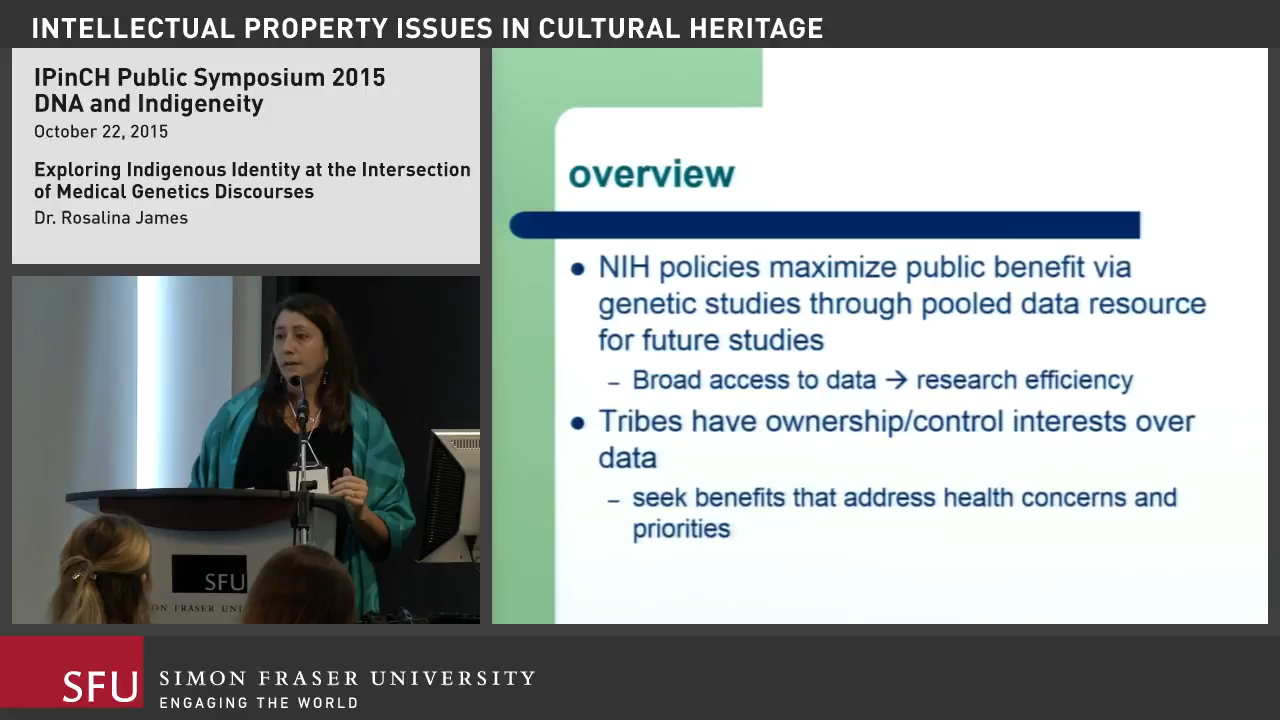 INTELLECTUAL PROPERTY ISSUES IN CULTURAL HERITAGE
IPinCH Public Symposium 2015
DNA and Indigeneity
October 22, 2015
Exploring Indigenous Identity at the Intersection
of Medical Genetics Discourses
Dr. Rosalina James
overview
● NIH policies maximize public benefit via
genetic studies through pooled data resource
for future studies
– Broad access to data → research efficiency
● Tribes have ownership/control interests over
data
– seek benefits that address health concerns and
priorities
SFU
SIMON FRASER UNIVERSITY
ENGAGING THE WORLD
SFU
FRASER